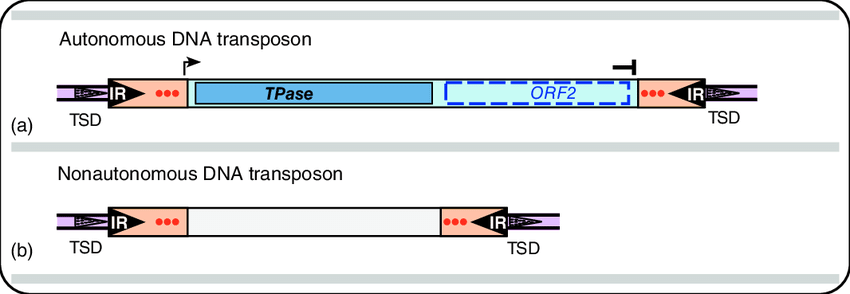 Autonomous DNA transposon
IR TPase ORF2 IR
TSD TSD
(a)
Nonautonomous DNA transposon
IR IR
TSD TSD
(b)